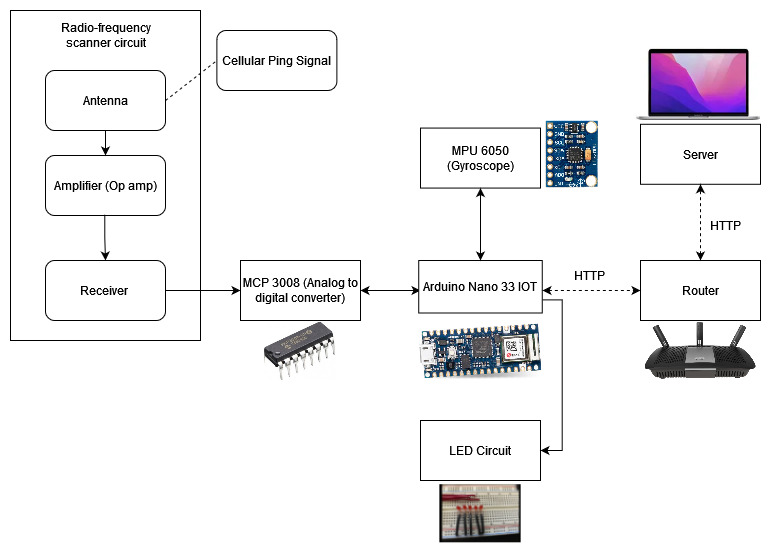 Radio-frequency
scanner circuit
Cellular Ping Signal
Antenna
Amplifier (Op amp)
Receiver
MCP 3008 (Analog to
digital converter)
MPU 6050
(Gyroscope)
Arduino Nano 33 IOT
HTTP
Server
HTTP
Router
LED Circuit